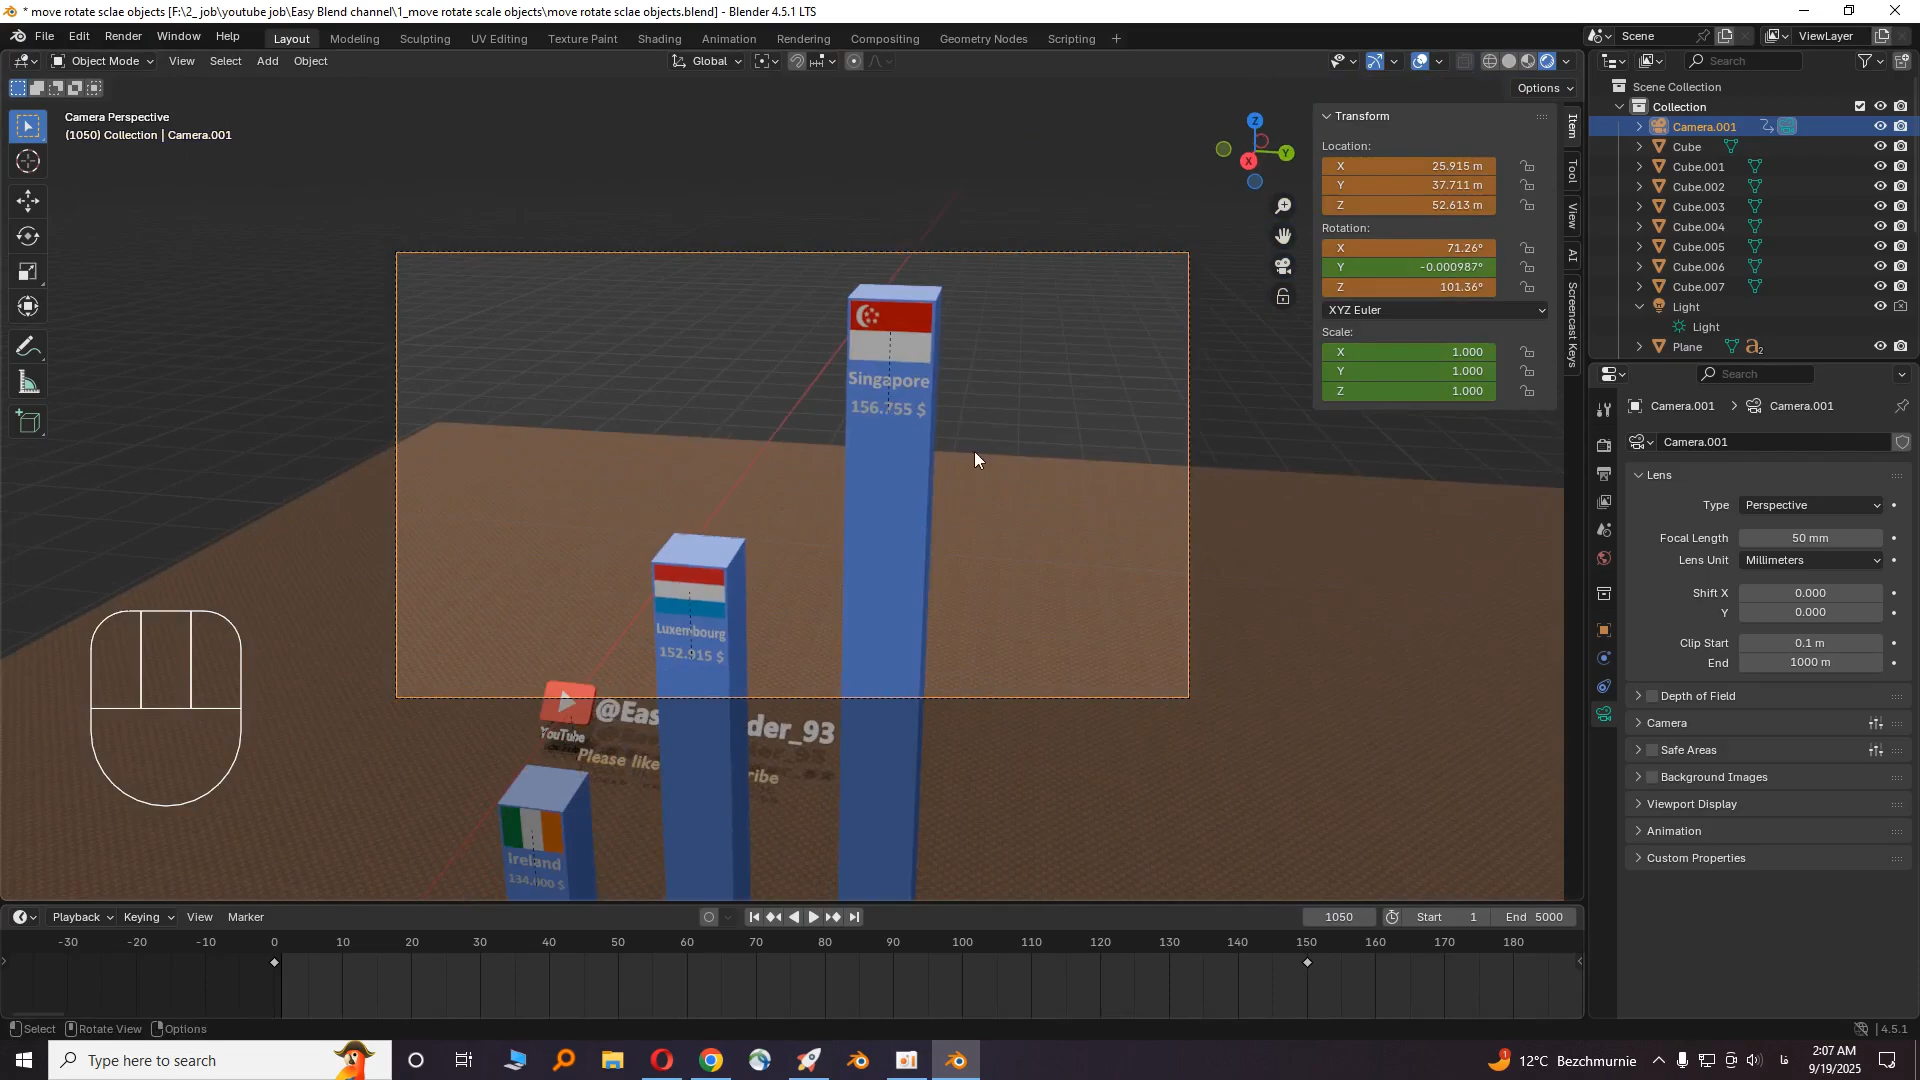 * move rotate sclae objects [F:\2_ job\youtube job\Easy Blend channel\1_move rotate scale objects\move rotate sclae objects.blend] - Blender 4.5.1 LTS
File Edit Render Window Help
Layout Modeling Sculpting UV Editing Texture Paint Shading Animation Rendering Compositing Geometry Nodes Scripting +
Scene ViewLayer
Object Mode View Select Add Object
Global
Search
Options
Camera Perspective
(1050) Collection | Camera.001
Z
Y
X
Singapore
156.755 $
Luxembourg
152.915 $
YouTube
@Eas
der_93
Please like
ibe
Ireland
134.000 $
Transform
Location:
X 25.915 m
Y 37.711 m
Z 52.613 m
Rotation:
X 71.26°
Y -0.000987°
Z 101.36°
XYZ Euler
Scale:
X 1.000
Y 1.000
Z 1.000
Item
Tool
View
AI
Screencast Keys
Scene Collection
Collection
Camera.001
Cube
Cube.001
Cube.002
Cube.003
Cube.004
Cube.005
Cube.006
Cube.007
Light
Light
Plane 2
Search
Camera.001 > Camera.001
Camera.001
Lens
Type Perspective
Focal Length 50 mm
Lens Unit Millimeters
Shift X 0.000
Y 0.000
Clip Start 0.1 m
End 1000 m
Depth of Field
Camera
Safe Areas
Background Images
Viewport Display
Animation
Custom Properties
Playback Keying View Marker
1050 Start 1 End 5000
-30 -20 -10 0 10 20 30 40 50 60 70 80 90 100 110 120 130 140 150 160 170 180
Select Rotate View Options
4.5.1
Type here to search
1
12°C Bezchmurnie
فا
2:07 AM
9/19/2025